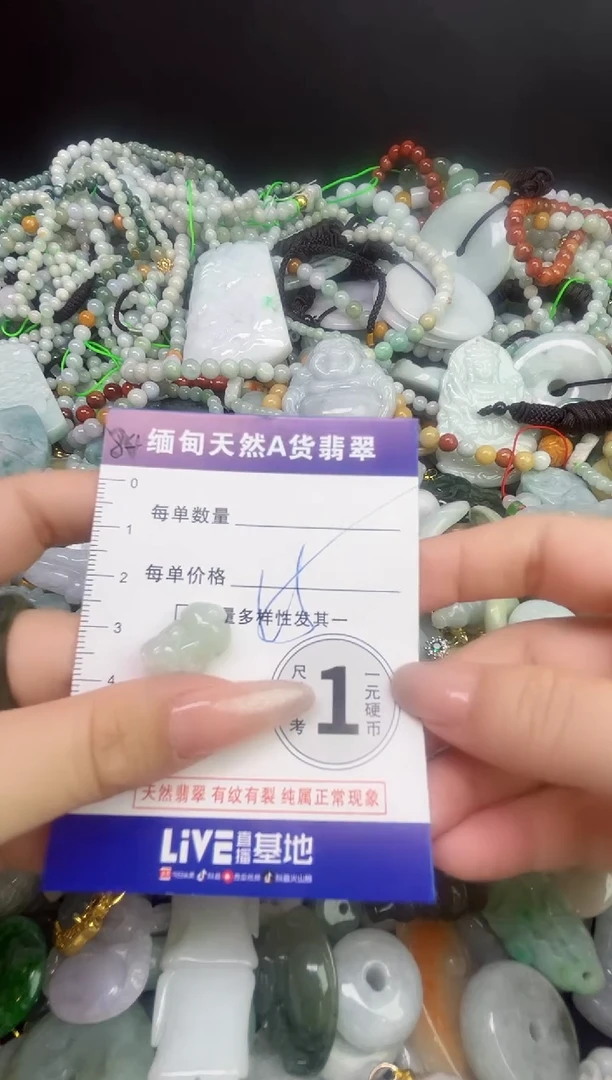 缅甸天然A货翡翠
0
每单数量
1
每单价格
2
量多样性发其一
3
尺 一元硬币
考 1
4
天然翡翠 有纹有裂 纯属正常现象
LiVE直播基地